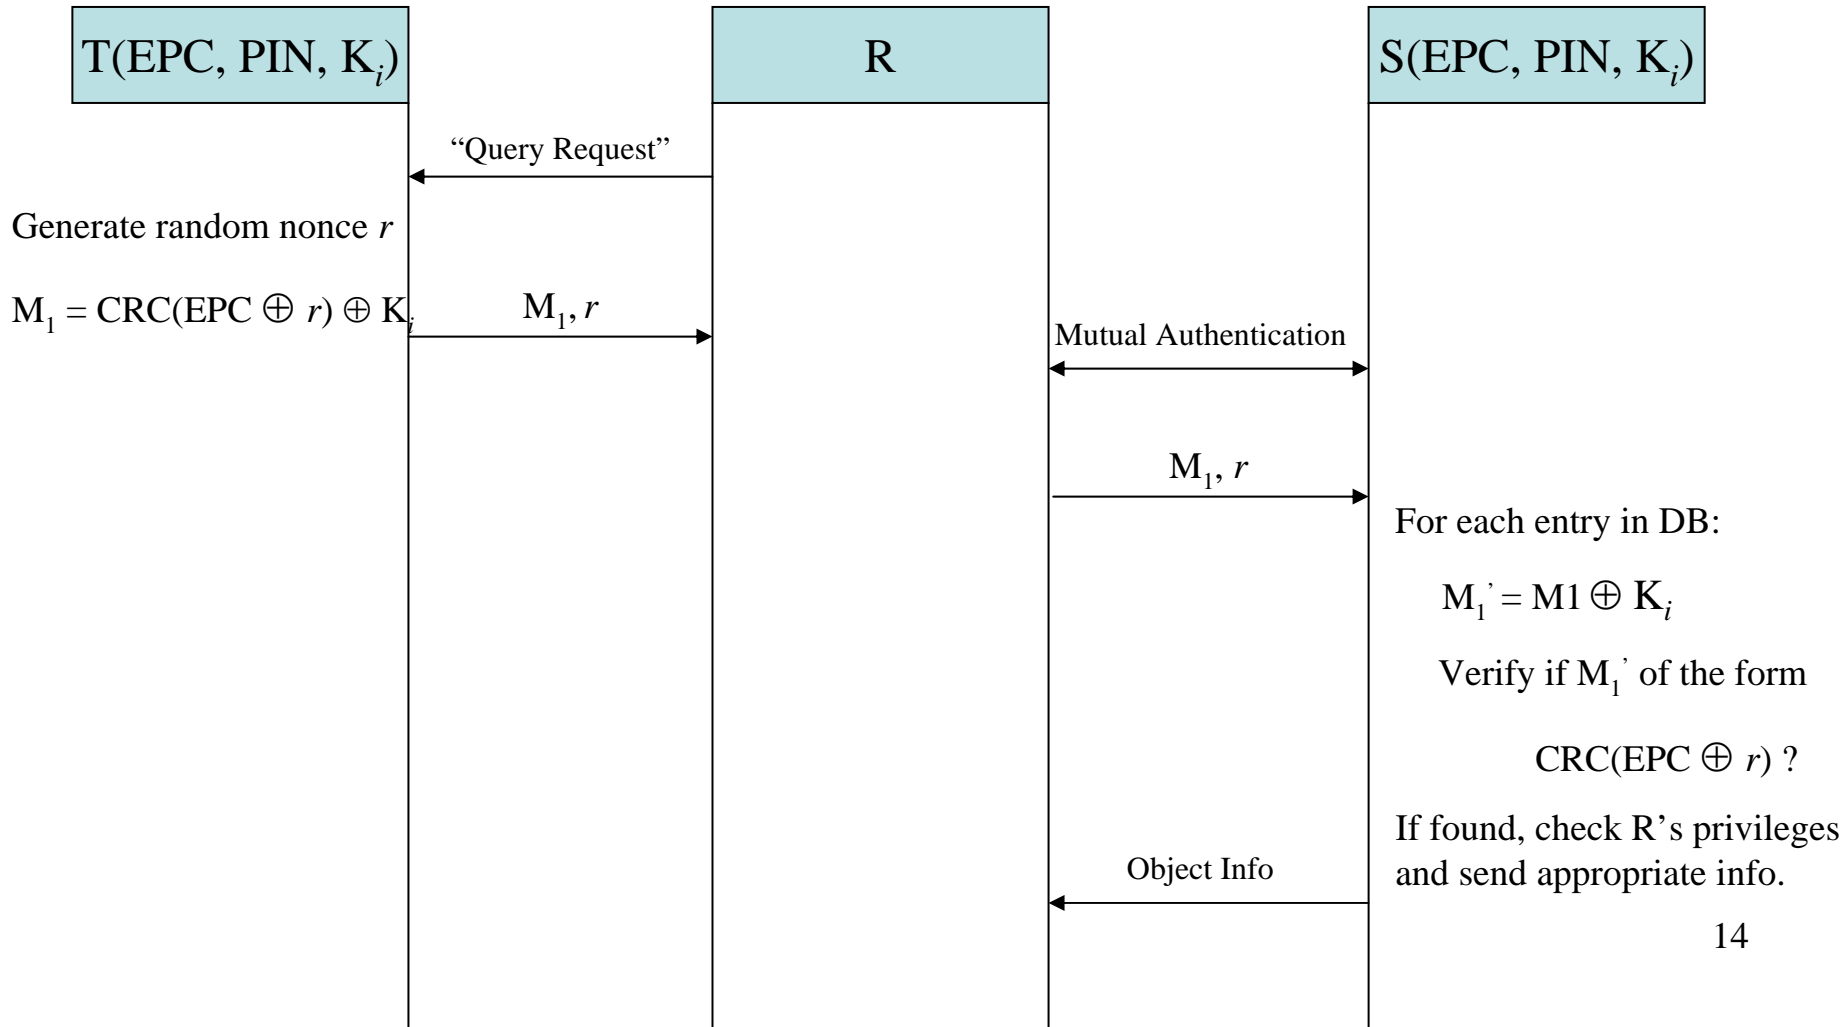 T(EPC, PIN, Kᵢ)
R
S(EPC, PIN, Kᵢ)
“Query Request”
Generate random nonce r
M₁ = CRC(EPC ⊕ r) ⊕ Kᵢ
M₁, r
Mutual Authentication
M₁, r
For each entry in DB:
M₁’ = M1 ⊕ Kᵢ
Verify if M₁’ of the form
CRC(EPC ⊕ r) ?
If found, check R’s privileges
and send appropriate info.
Object Info
14